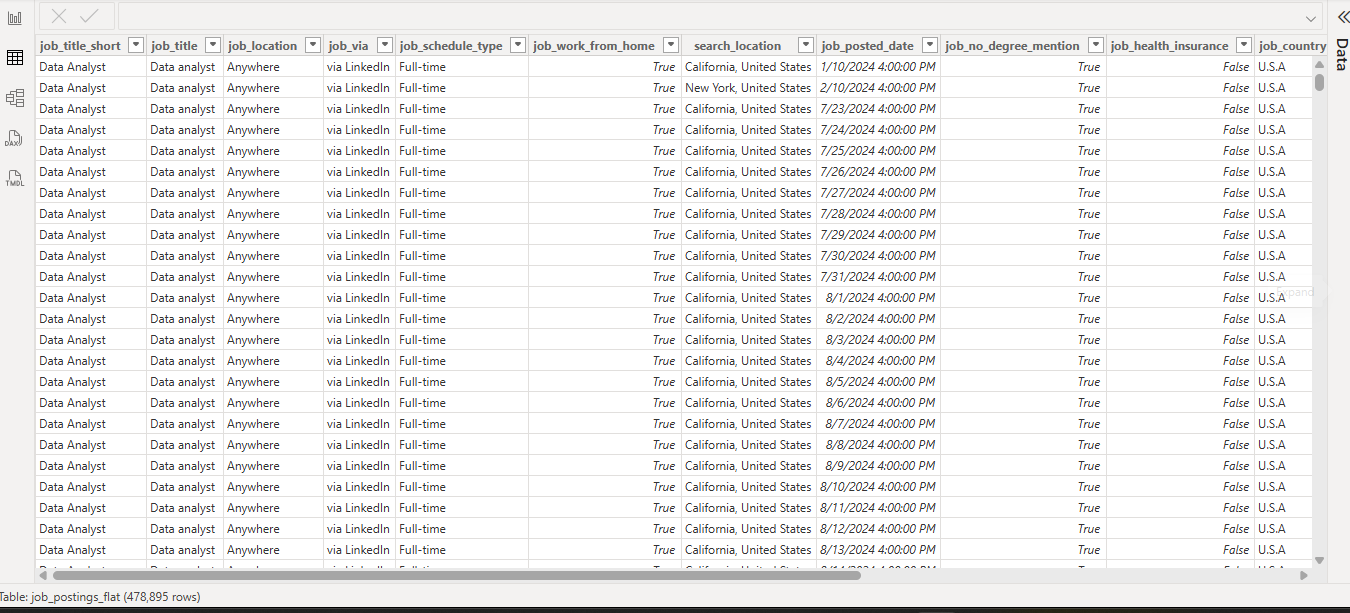 job_title_short job_title job_location job_via job_schedule_type job_work_from_home search_location job_posted_date job_no_degree_mention job_health_insurance job_country
Data Analyst Data analyst Anywhere via LinkedIn Full-time True California, United States 1/10/2024 4:00:00 PM True False U.S.A
Data Analyst Data analyst Anywhere via LinkedIn Full-time True New York, United States 2/10/2024 4:00:00 PM True False U.S.A
Data Analyst Data analyst Anywhere via LinkedIn Full-time True California, United States 7/23/2024 4:00:00 PM True False U.S.A
Data Analyst Data analyst Anywhere via LinkedIn Full-time True California, United States 7/24/2024 4:00:00 PM True False U.S.A
Data Analyst Data analyst Anywhere via LinkedIn Full-time True California, United States 7/25/2024 4:00:00 PM True False U.S.A
Data Analyst Data analyst Anywhere via LinkedIn Full-time True California, United States 7/26/2024 4:00:00 PM True False U.S.A
Data Analyst Data analyst Anywhere via LinkedIn Full-time True California, United States 7/27/2024 4:00:00 PM True False U.S.A
Data Analyst Data analyst Anywhere via LinkedIn Full-time True California, United States 7/28/2024 4:00:00 PM True False U.S.A
Data Analyst Data analyst Anywhere via LinkedIn Full-time True California, United States 7/29/2024 4:00:00 PM True False U.S.A
Data Analyst Data analyst Anywhere via LinkedIn Full-time True California, United States 7/30/2024 4:00:00 PM True False U.S.A
Data Analyst Data analyst Anywhere via LinkedIn Full-time True California, United States 7/31/2024 4:00:00 PM True False U.S.A
Data Analyst Data analyst Anywhere via LinkedIn Full-time True California, United States 8/1/2024 4:00:00 PM True False U.S.A
Data Analyst Data analyst Anywhere via LinkedIn Full-time True California, United States 8/2/2024 4:00:00 PM True False U.S.A
Data Analyst Data analyst Anywhere via LinkedIn Full-time True California, United States 8/3/2024 4:00:00 PM True False U.S.A
Data Analyst Data analyst Anywhere via LinkedIn Full-time True California, United States 8/4/2024 4:00:00 PM True False U.S.A
Data Analyst Data analyst Anywhere via LinkedIn Full-time True California, United States 8/5/2024 4:00:00 PM True False U.S.A
Data Analyst Data analyst Anywhere via LinkedIn Full-time True California, United States 8/6/2024 4:00:00 PM True False U.S.A
Data Analyst Data analyst Anywhere via LinkedIn Full-time True California, United States 8/7/2024 4:00:00 PM True False U.S.A
Data Analyst Data analyst Anywhere via LinkedIn Full-time True California, United States 8/8/2024 4:00:00 PM True False U.S.A
Data Analyst Data analyst Anywhere via LinkedIn Full-time True California, United States 8/9/2024 4:00:00 PM True False U.S.A
Data Analyst Data analyst Anywhere via LinkedIn Full-time True California, United States 8/10/2024 4:00:00 PM True False U.S.A
Data Analyst Data analyst Anywhere via LinkedIn Full-time True California, United States 8/11/2024 4:00:00 PM True False U.S.A
Data Analyst Data analyst Anywhere via LinkedIn Full-time True California, United States 8/12/2024 4:00:00 PM True False U.S.A
Data Analyst Data analyst Anywhere via LinkedIn Full-time True California, United States 8/13/2024 4:00:00 PM True False U.S.A
Table: job_postings_flat (478,895 rows)
DAX
TMDL
Data
Expand